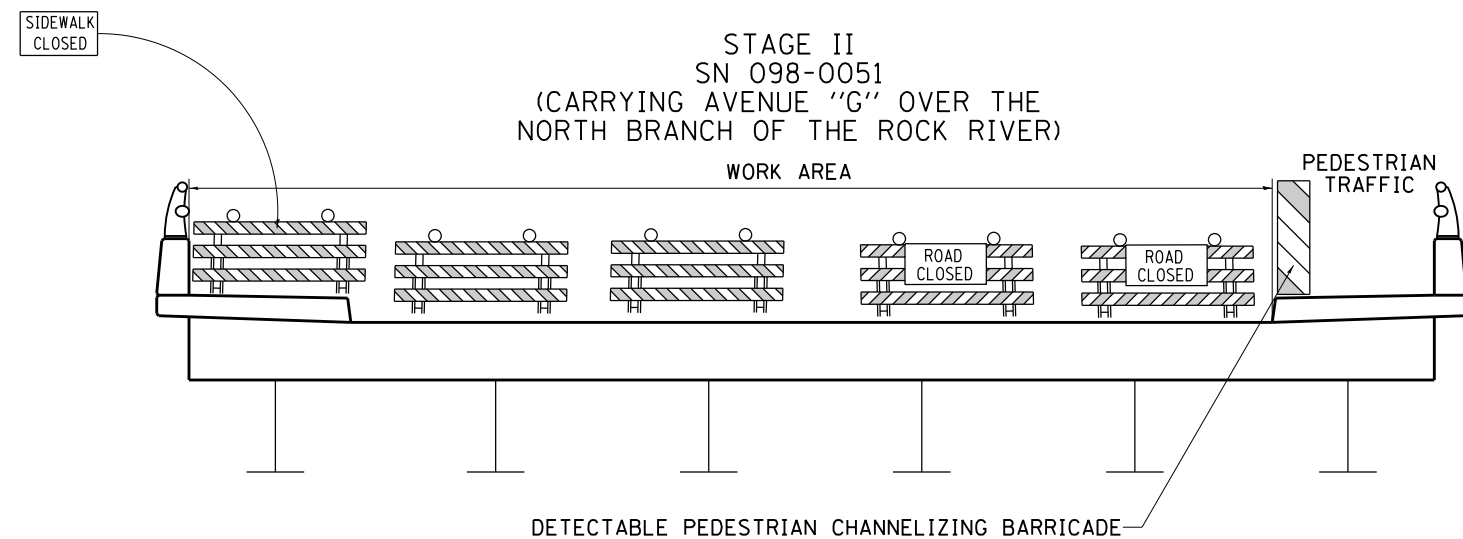 SIDEWALK
CLOSED
STAGE II
SN 098-0051
(CARRYING AVENUE "G" OVER THE
NORTH BRANCH OF THE ROCK RIVER)
WORK AREA
PEDESTRIAN
TRAFFIC
ROAD
CLOSED
ROAD
CLOSED
DETECTABLE PEDESTRIAN CHANNELIZING BARRICADE